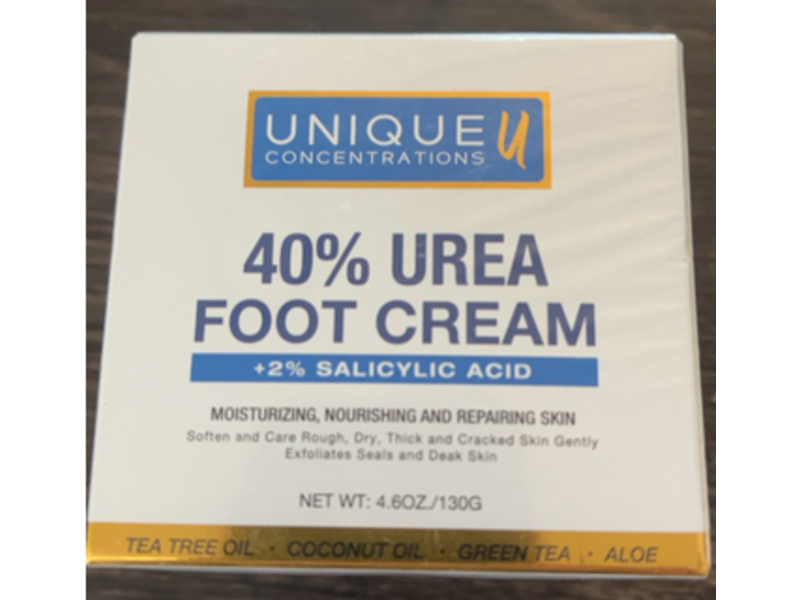 UNIQUE U
CONCENTRATIONS
40% UREA
FOOT CREAM
+2% SALICYLIC ACID
MOISTURIZING, NOURISHING AND REPAIRING SKIN
Soften and Care Rough, Dry, Thick and Cracked Skin Gently
Exfoliates Seals and Deak Skin
NET WT: 4.6OZ./130G
TEA TREE OIL · COCONUT OIL · GREEN TEA · ALOE